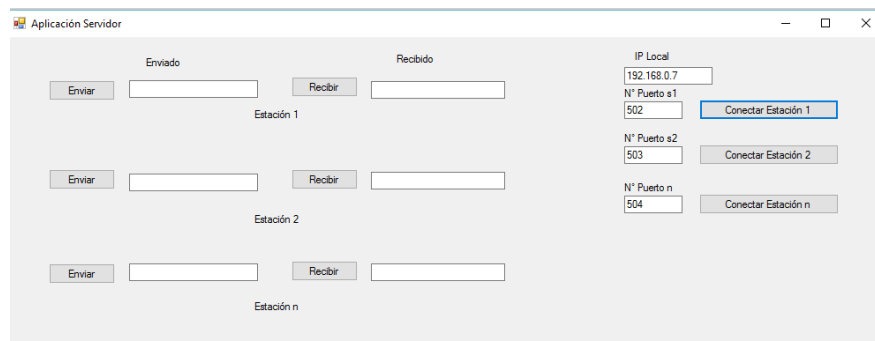 Aplicación Servidor
Enviado
Recibido
IP Local
192.168.0.7
Enviar
Recibir
N° Puerto s1
502
Conectar Estación 1
Estación 1
N° Puerto s2
503
Conectar Estación 2
Enviar
Recibir
N° Puerto n
504
Conectar Estación n
Estación 2
Enviar
Recibir
Estación n